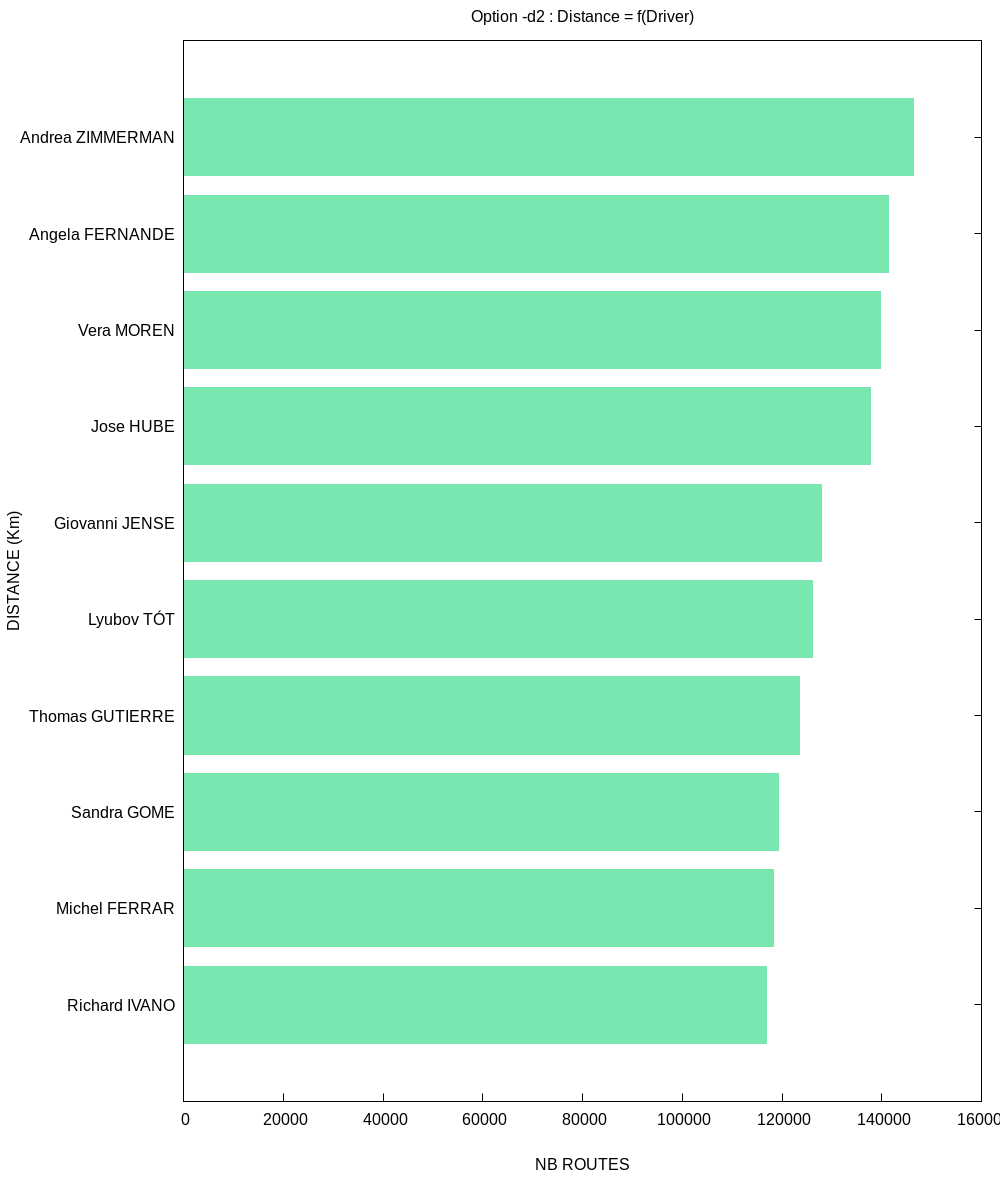 Option -d2 : Distance = f(Driver)
Andrea ZIMMERMAN
Angela FERNANDE
Vera MOREN
Jose HUBE
Giovanni JENSE
Lyubov TÓT
Thomas GUTIERRE
Sandra GOME
Michel FERRAR
Richard IVANO
DISTANCE (Km)
0 20000 40000 60000 80000 100000 120000 140000 16000
NB ROUTES